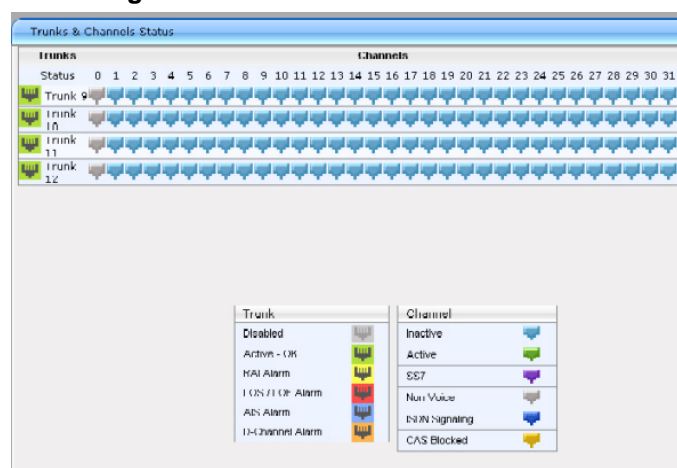 Trunks & Channels Status
Trunks Channels
Status 0 1 2 3 4 5 6 7 8 9 10 11 12 13 14 15 16 17 18 19 20 21 22 23 24 25 26 27 28 29 30 31
Trunk 9
Trunk 10
Trunk 11
Trunk 12
Trunk
Disabled
Active - OK
RAI Alarm
LOS / LOF Alarm
AIS Alarm
D-Channel Alarm
Channel
Inactive
Active
SS7
Non Voice
ISDN Signaling
CAS Blocked